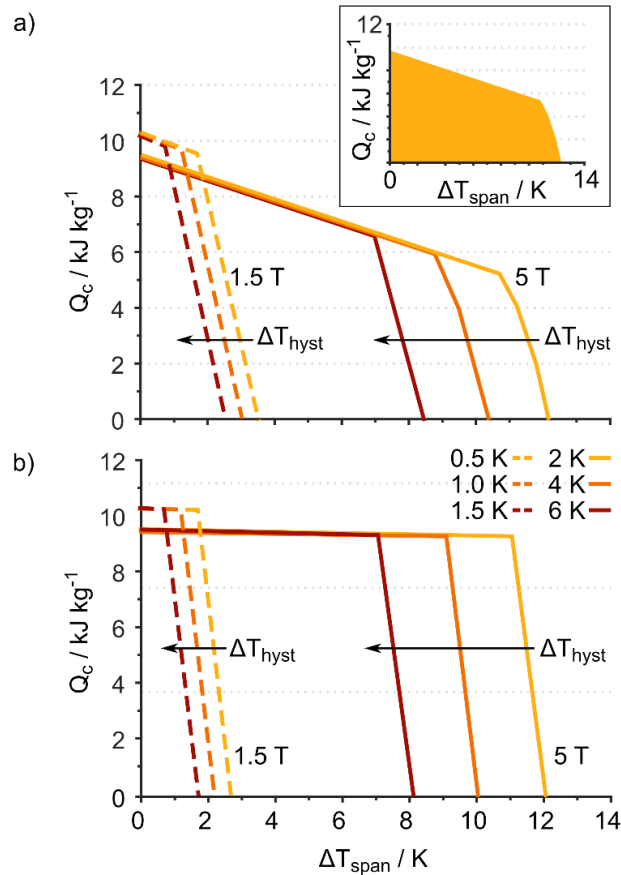 a)
12
10
8
6
4
2
0
Q_c / kJ kg⁻¹
1.5 T
5 T
ΔT_hyst
ΔT_hyst
12
Q_c / kJ kg⁻¹
0
0
14
ΔT_span / K
b)
12
10
8
6
4
2
0
Q_c / kJ kg⁻¹
0.5 K
2 K
1.0 K
4 K
1.5 K
6 K
ΔT_hyst
ΔT_hyst
1.5 T
5 T
0 2 4 6 8 10 12 14
ΔT_span / K